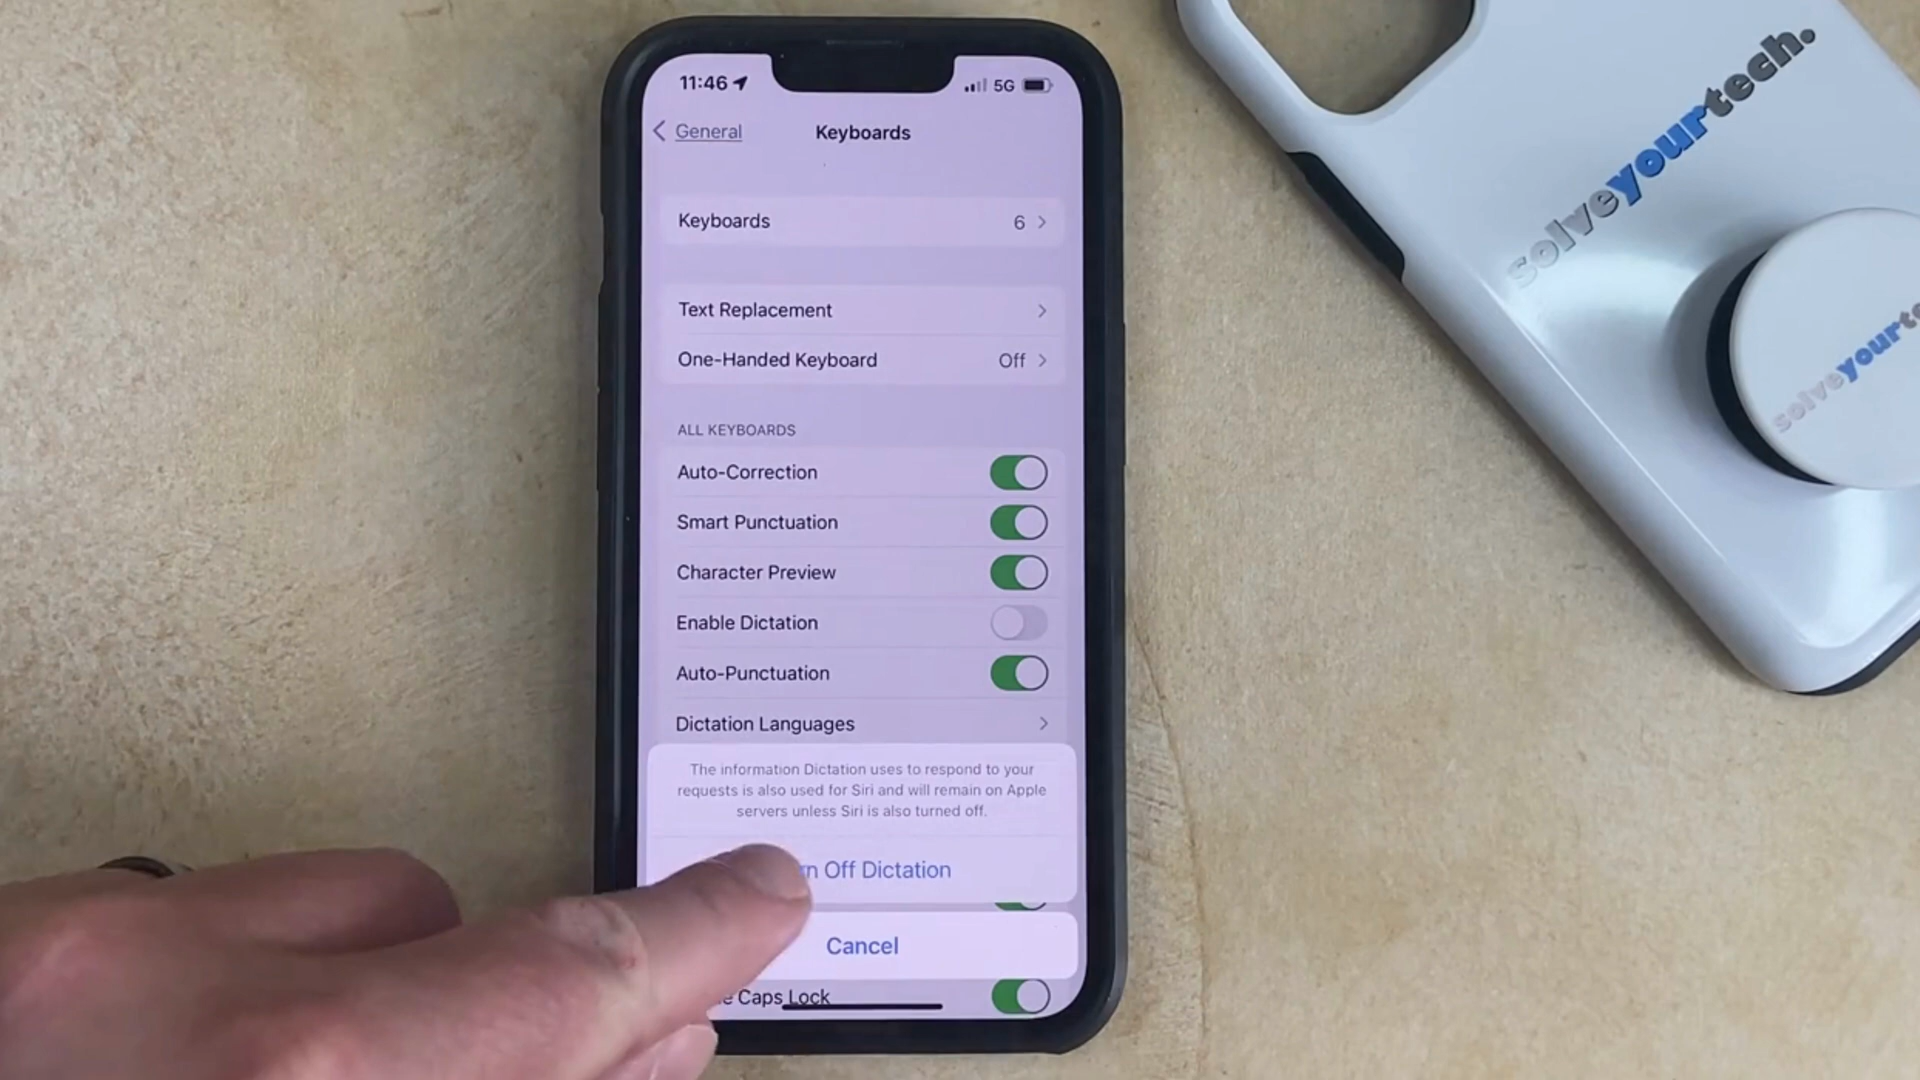 11:46
5G
General
Keyboards
Keyboards
6
Text Replacement
One-Handed Keyboard
Off
ALL KEYBOARDS
Auto-Correction
Smart Punctuation
Character Preview
Enable Dictation
Auto-Punctuation
Dictation Languages
The information Dictation uses to respond to your
requests is also used for Siri and will remain on Apple
servers unless Siri is also turned off.
Off Dictation
Cancel
Caps Lock
solveyourtech.
solveyourte